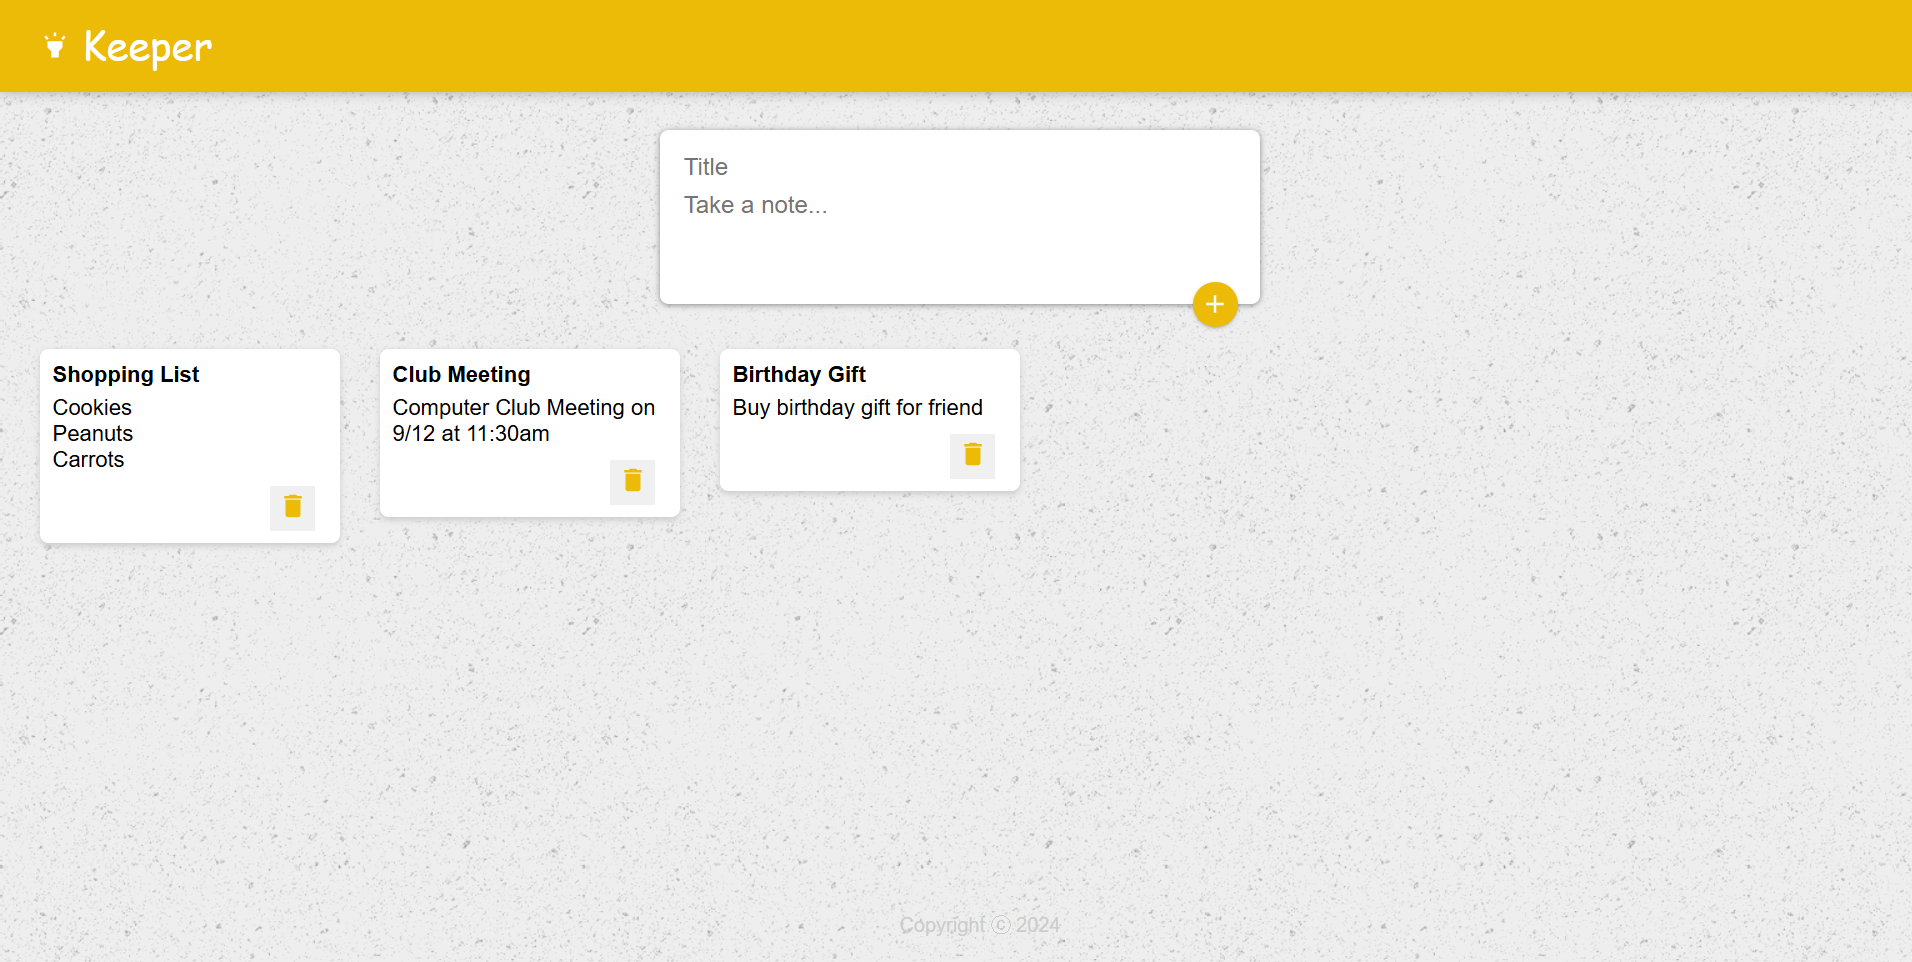 Keeper
Title
Take a note...
Shopping List
Cookies
Peanuts
Carrots
Club Meeting
Computer Club Meeting on
9/12 at 11:30am
Birthday Gift
Buy birthday gift for friend
Copyright ⓒ 2024